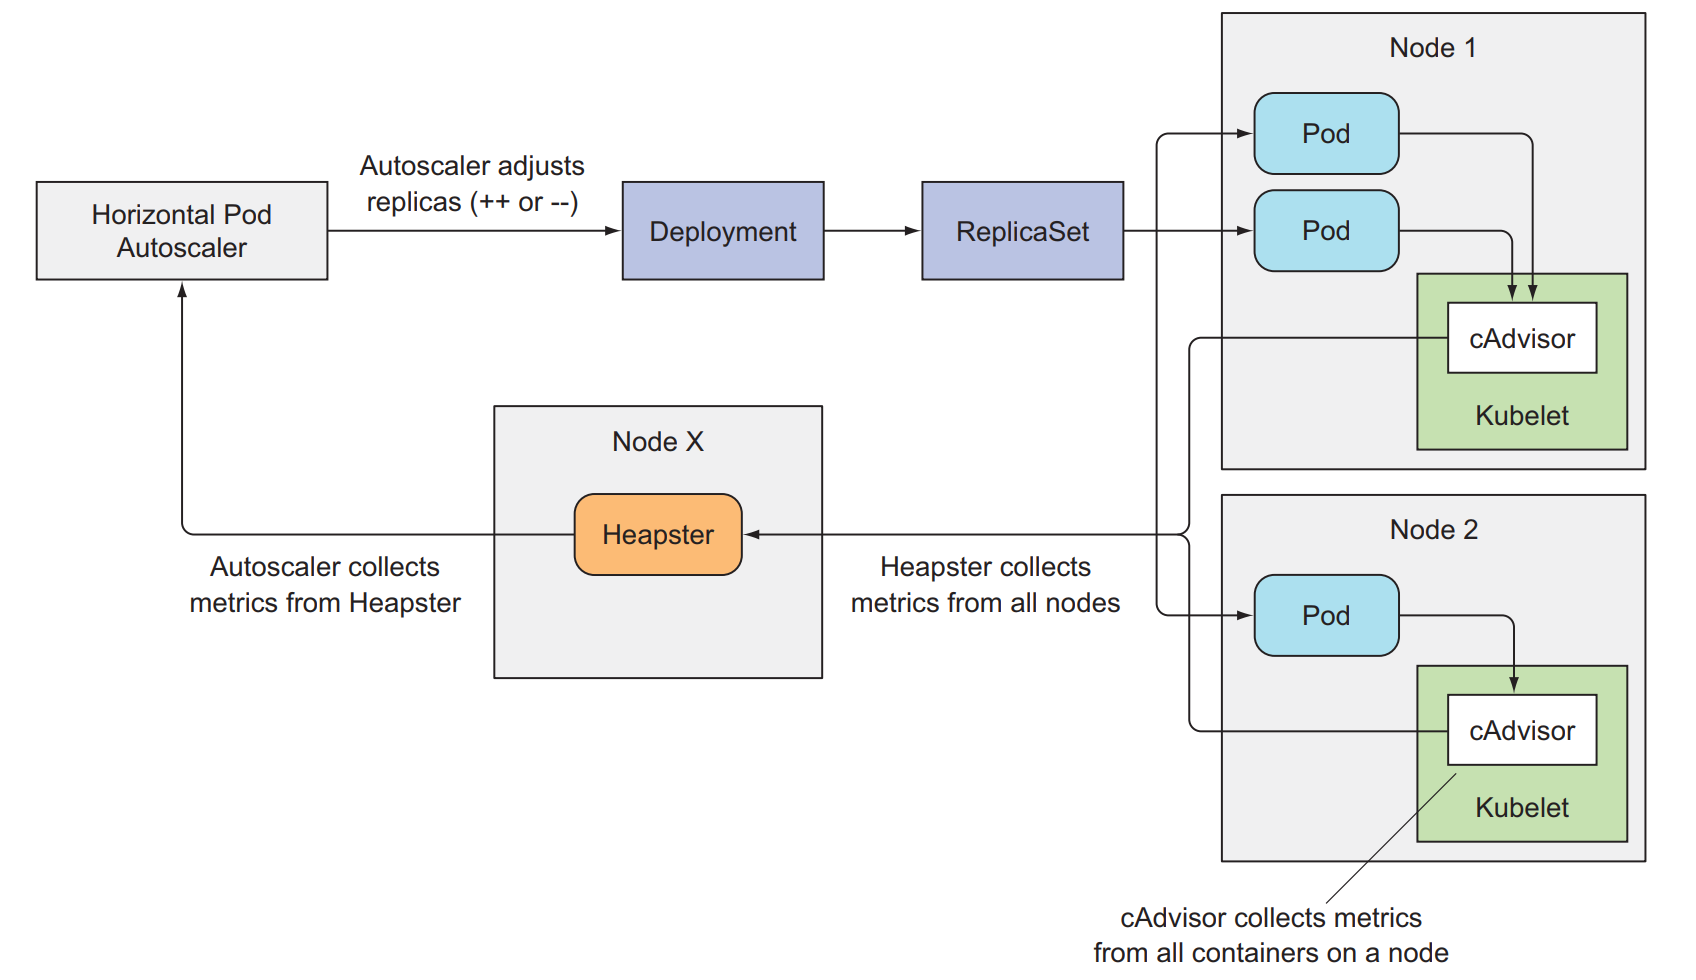 Node 1
Pod
Autoscaler adjusts
replicas (++ or --)
Horizontal Pod
Autoscaler
Deployment
ReplicaSet
Pod
cAdvisor
Kubelet
Node X
Heapster
Autoscaler collects
metrics from Heapster
Heapster collects
metrics from all nodes
Node 2
Pod
cAdvisor
Kubelet
cAdvisor collects metrics
from all containers on a node